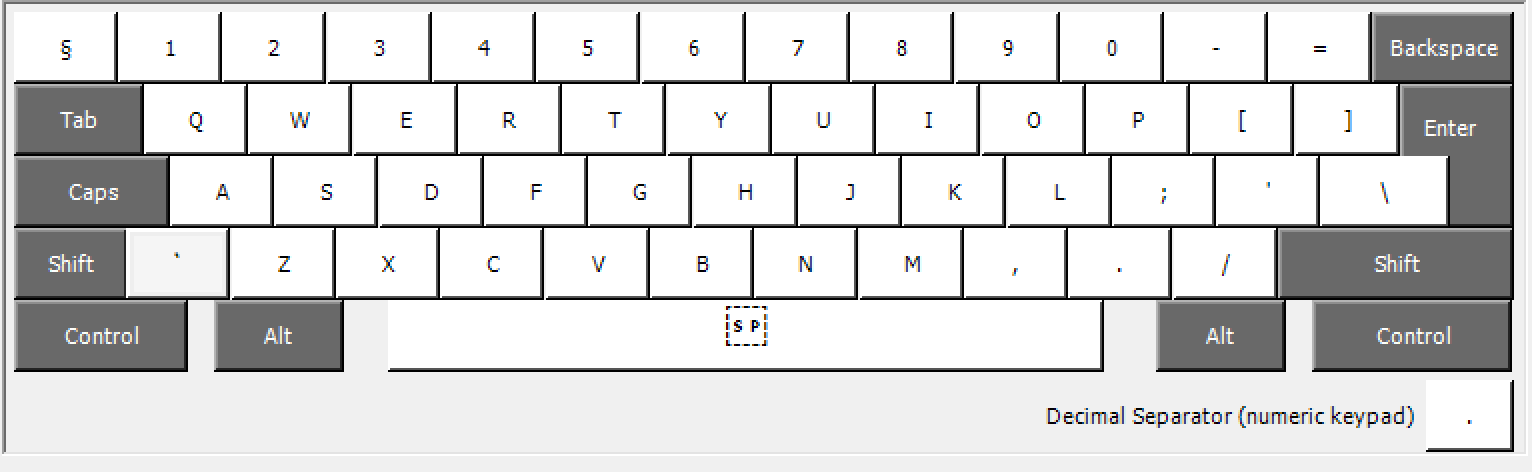 § 1 2 3 4 5 6 7 8 9 0 - = Backspace
Tab Q W E R T Y U I O P [ ] Enter
Caps A S D F G H J K L ; ' \
Shift ` Z X C V B N M , . / Shift
Control Alt SP Alt Control
Decimal Separator (numeric keypad) .